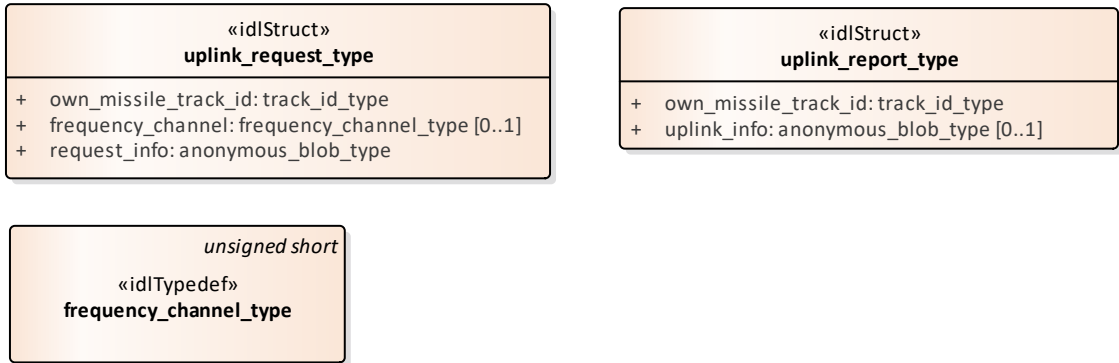 «idlStruct»
uplink_request_type
+ own_missile_track_id: track_id_type
+ frequency_channel: frequency_channel_type [0..1]
+ request_info: anonymous_blob_type
«idlStruct»
uplink_report_type
+ own_missile_track_id: track_id_type
+ uplink_info: anonymous_blob_type [0..1]
unsigned short
«idlTypedef»
frequency_channel_type